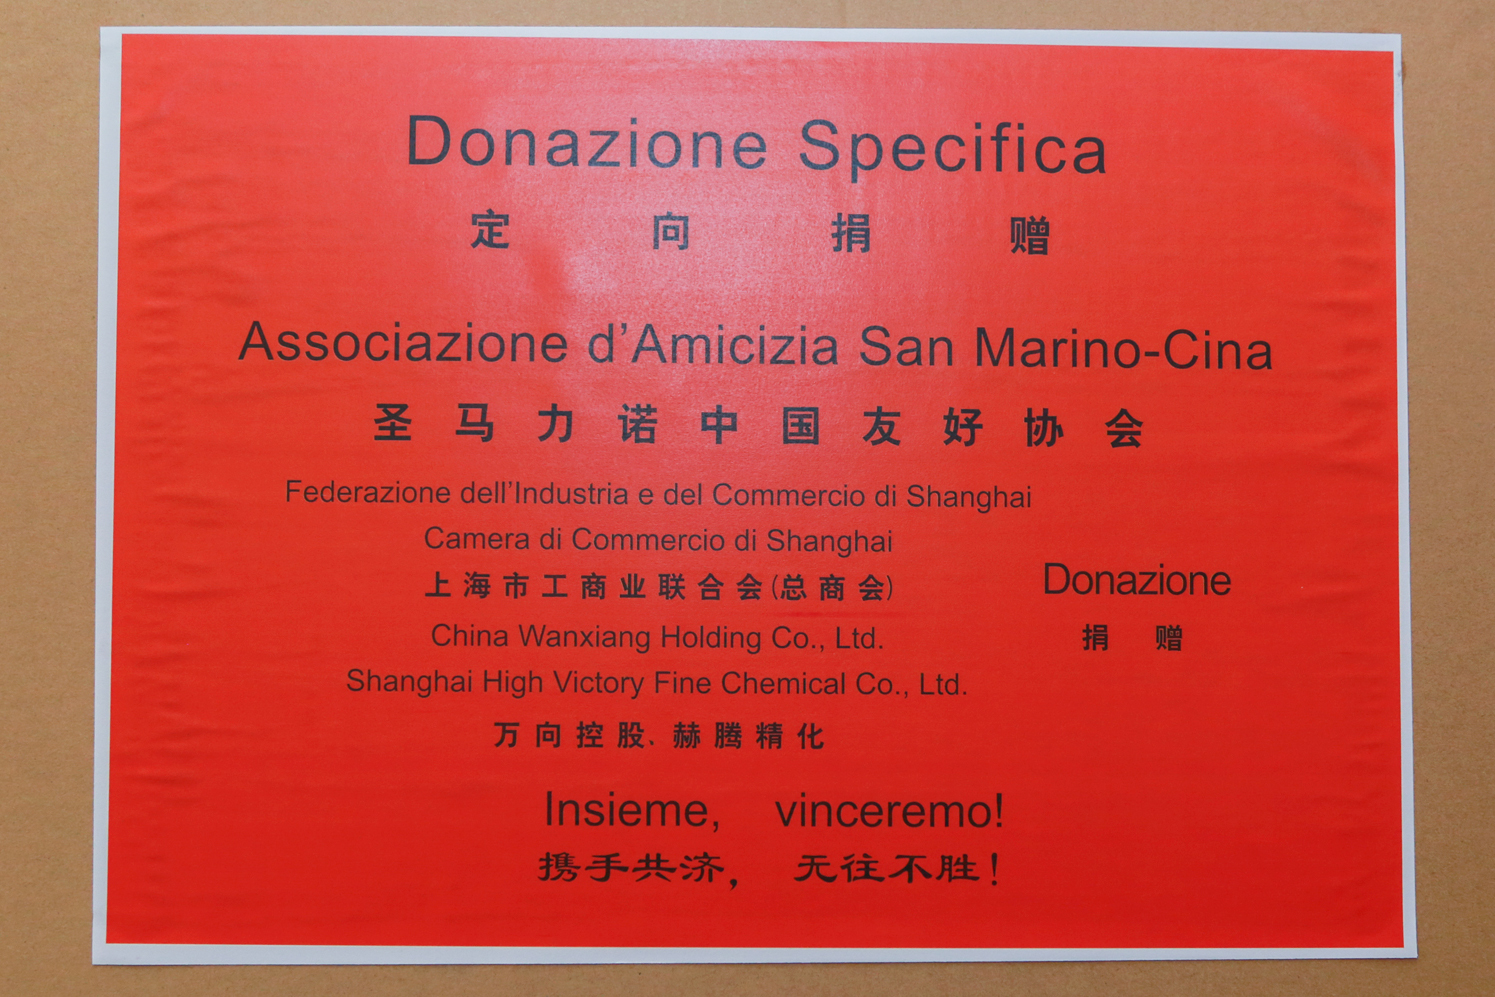 Donazione Specifica
定向捐赠
Associazione d’Amicizia San Marino-Cina
圣马力诺中国友好协会
Federazione dell’Industria e del Commercio di Shanghai
Camera di Commercio di Shanghai
上海市工商业联合会(总商会)
China Wanxiang Holding Co., Ltd.
Shanghai High Victory Fine Chemical Co., Ltd.
万向控股、赫腾精化
Donazione
捐赠
Insieme, vinceremo!
携手共济，无往不胜！